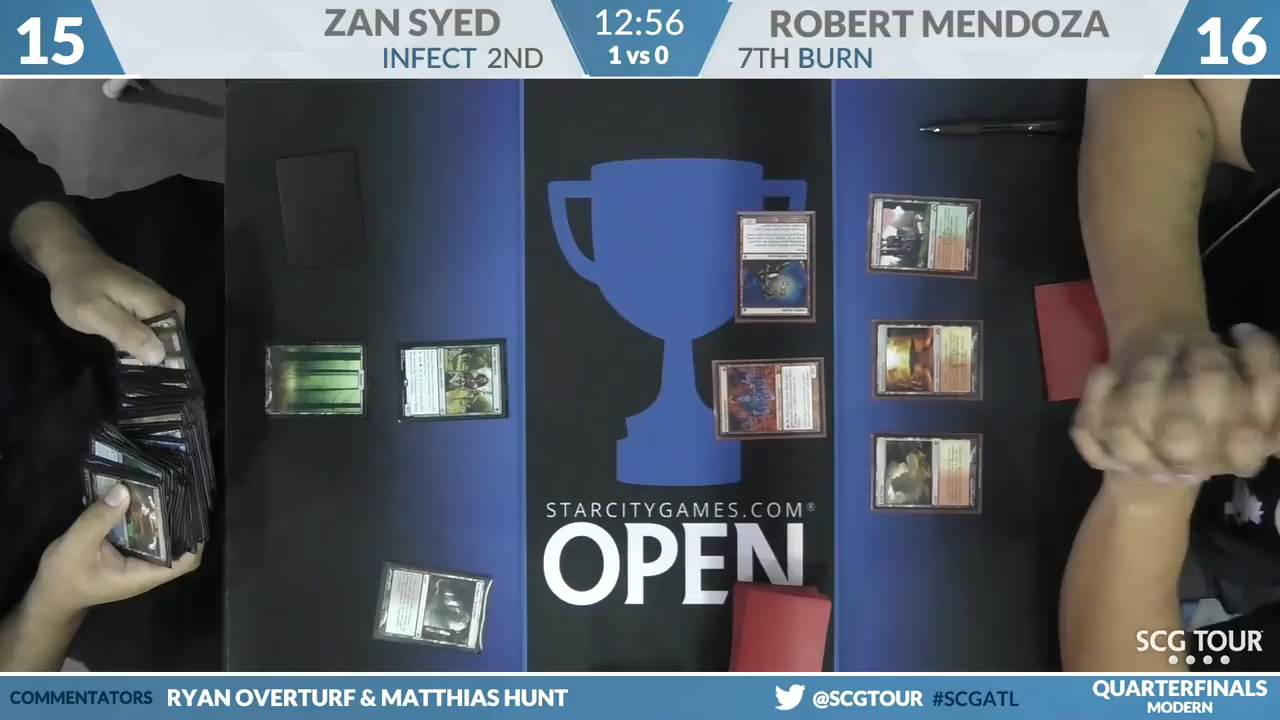 15
ZAN SYED
INFECT 2ND
12:56
1 vs 0
ROBERT MENDOZA
7TH BURN
16
STARCITYGAMES.COM®
OPEN
SCG TOUR
COMMENTATORS RYAN OVERTURF & MATTHIAS HUNT
@SCGTOUR #SCGATL
QUARTERFINALS
MODERN